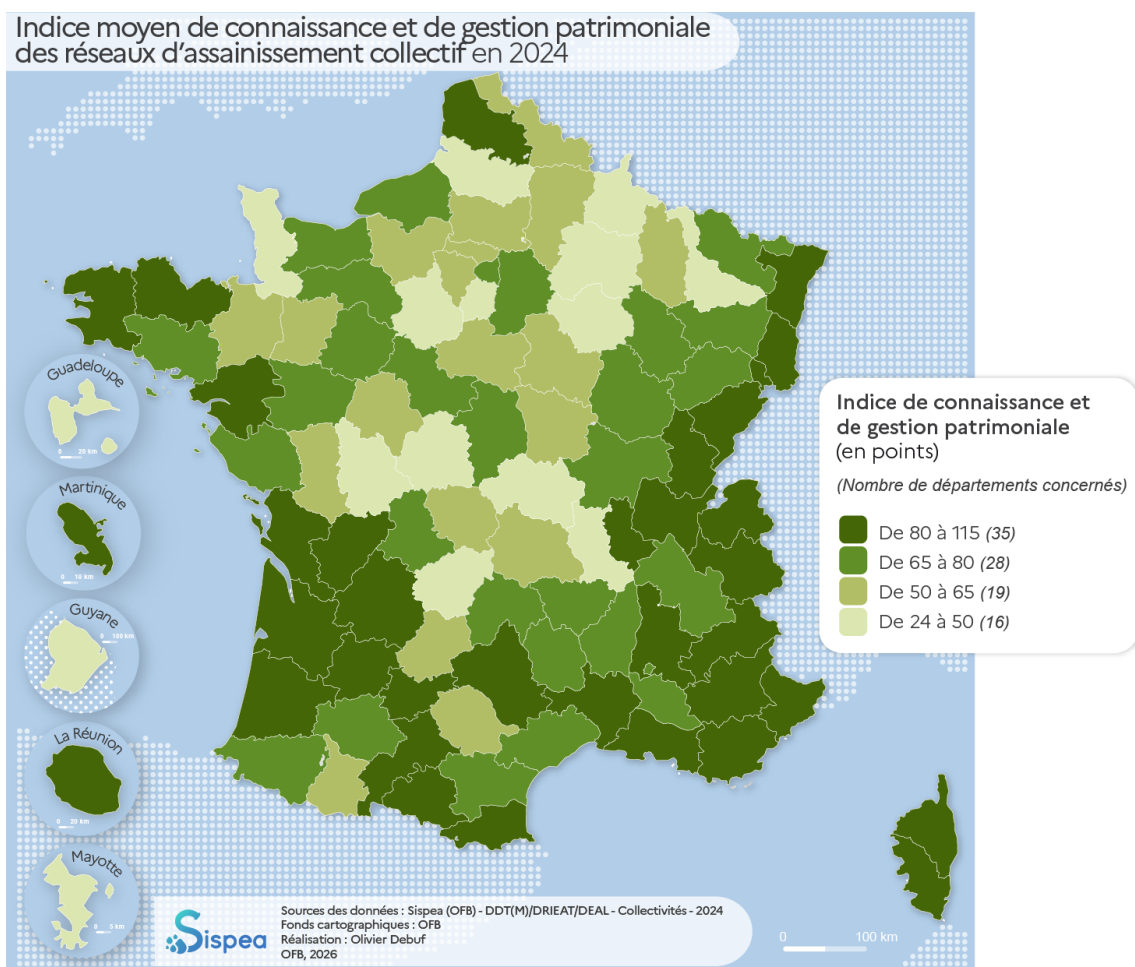 Indice moyen de connaissance et de gestion patrimoniale
des réseaux d’assainissement collectif en 2024
Guadeloupe
0 20 km
Martinique
0 10 km
Guyane
0 100 km
La Réunion
0 20 km
Mayotte
0 5 km
Indice de connaissance et
de gestion patrimoniale
(en points)
(Nombre de départements concernés)
De 80 à 115 (35)
De 65 à 80 (28)
De 50 à 65 (19)
De 24 à 50 (16)
Sispea
Sources des données : Sispea (OFB) - DDT(M)/DRIEAT/DEAL - Collectivités - 2024
Fonds cartographiques : OFB
Réalisation : Olivier Debuf
OFB, 2026
0 100 km